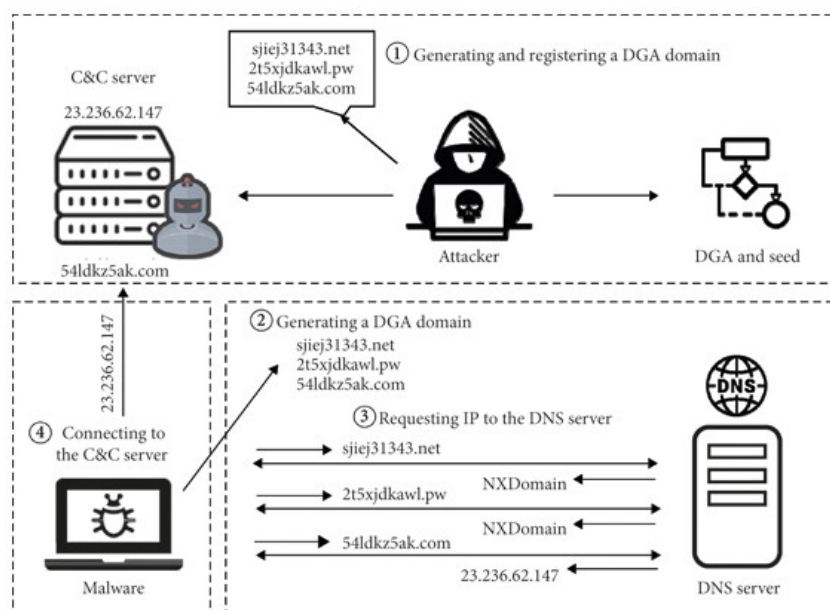 sjiej31343.net
2t5xjdkawl.pw
54ldkz5ak.com
① Generating and registering a DGA domain
C&C server
23.236.62.147
54ldkz5ak.com
Attacker
DGA and seed
23.236.62.147
② Generating a DGA domain
sjiej31343.net
2t5xjdkawl.pw
54ldkz5ak.com
DNS
③ Requesting IP to the DNS server
sjiej31343.net
NXDomain
2t5xjdkawl.pw
NXDomain
54ldkz5ak.com
23.236.62.147
DNS server
④ Connecting to
the C&C server
Malware